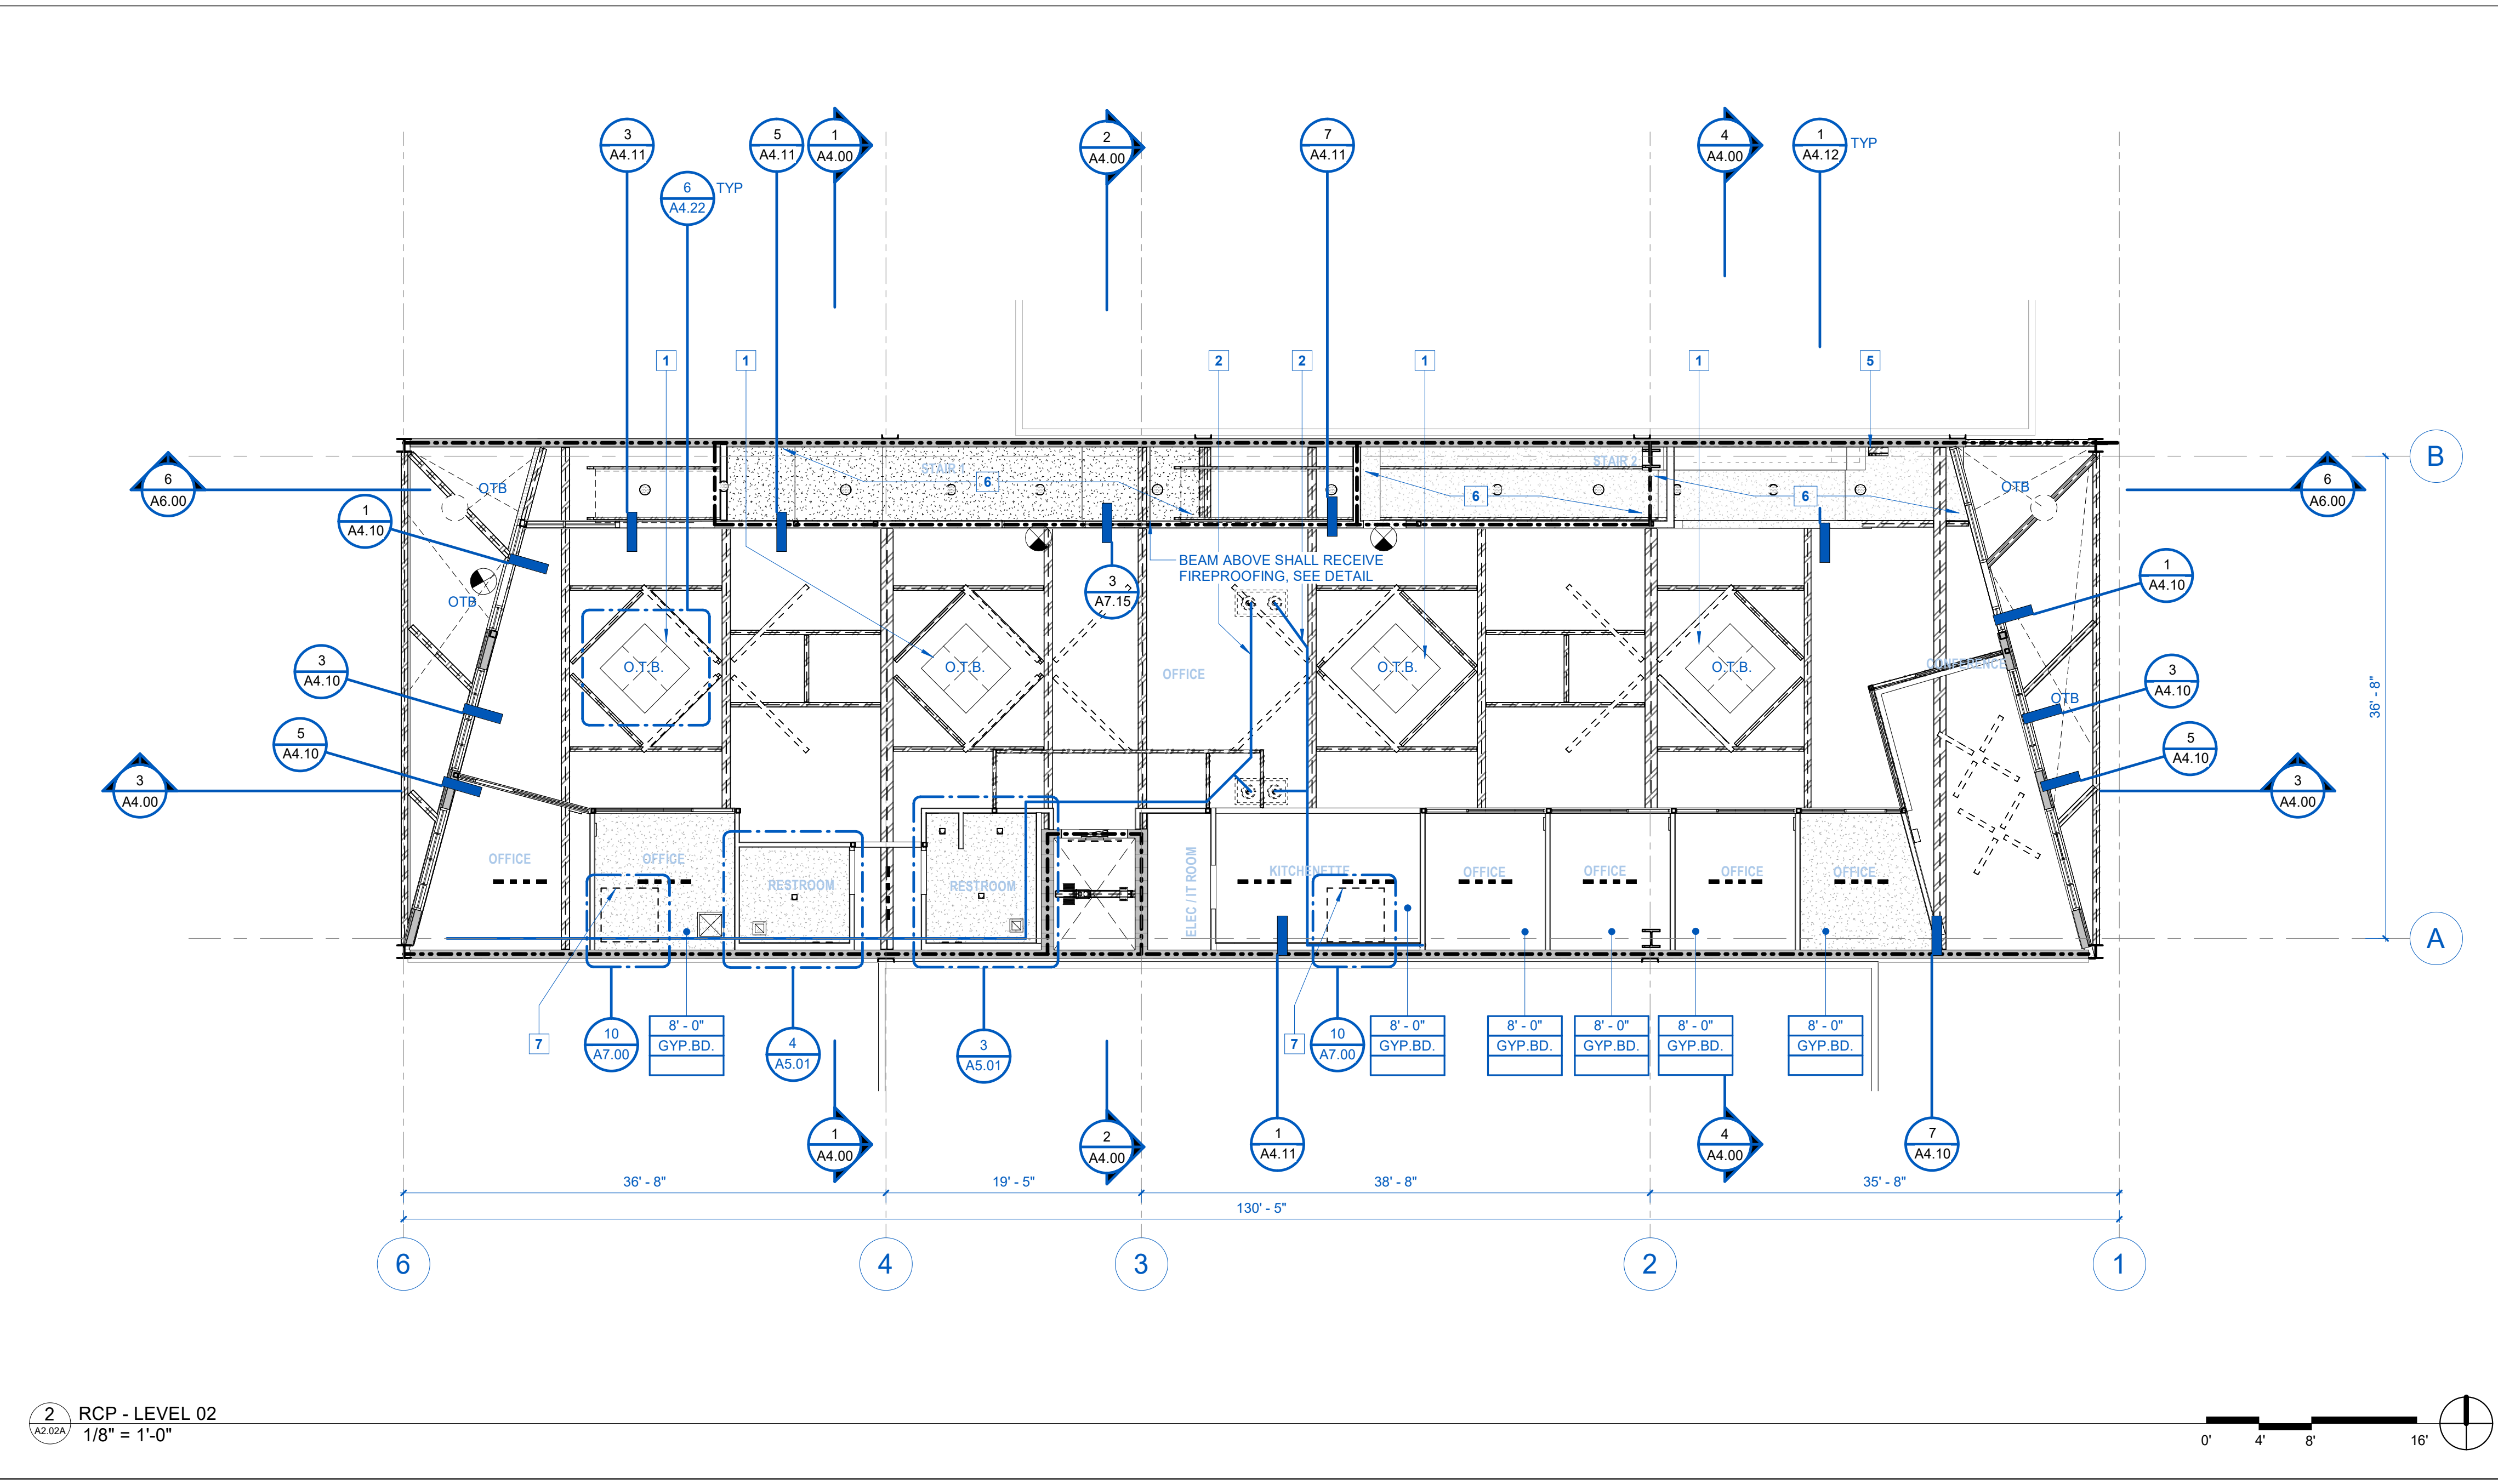 3
A4.11
5
A4.11
1
A4.00
2
A4.00
7
A4.11
4
A4.00
1
A4.12
TYP
6
A4.22
TYP
1
1
2
2
1
1
5
B
6
A6.00
6
A6.00
STAIR 1
STAIR 2
OTB
OTB
6
6
6
1
A4.10
BEAM ABOVE SHALL RECEIVE
FIREPROOFING, SEE DETAIL
3
A7.15
1
A4.10
OTB
3
A4.10
O.T.B.
O.T.B.
OFFICE
O.T.B.
O.T.B.
CONFERENCE
OTB
3
A4.10
36' - 8"
5
A4.10
5
A4.10
3
A4.00
3
A4.00
OFFICE
OFFICE
RESTROOM
RESTROOM
ELEC / IT ROOM
KITCHENETTE
OFFICE
OFFICE
OFFICE
OFFICE
A
7
10
A7.00
8' - 0"
GYP.BD.
4
A5.01
3
A5.01
7
10
A7.00
8' - 0"
GYP.BD.
8' - 0"
GYP.BD.
8' - 0"
GYP.BD.
8' - 0"
GYP.BD.
8' - 0"
GYP.BD.
1
A4.00
2
A4.00
1
A4.11
4
A4.00
7
A4.10
36' - 8"
19' - 5"
38' - 8"
35' - 8"
130' - 5"
6
4
3
2
1
2
A2.02A
RCP - LEVEL 02
1/8" = 1'-0"
0'
4'
8'
16'